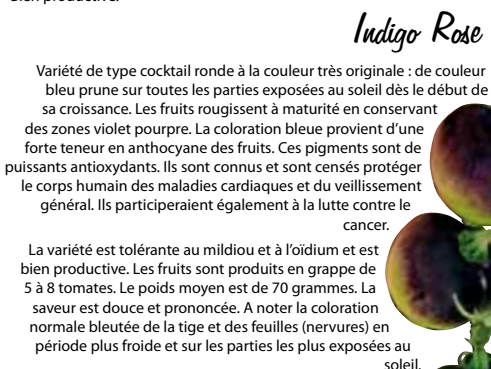 Bien productive.
Indigo Rose
Variété de type cocktail ronde à la couleur très originale : de couleur
bleu prune sur toutes les parties exposées au soleil dès le début de
sa croissance. Les fruits rougissent à maturité en conservant
des zones violet pourpre. La coloration bleue provient d'une
forte teneur en anthocyane des fruits. Ces pigments sont de
puissants antioxydants. Ils sont connus et sont censés protéger
le corps humain des maladies cardiaques et du veillissement
général. Ils participeraient également à la lutte contre le
cancer.
La variété est tolérante au mildiou et à l'oïdium et est
bien productive. Les fruits sont produits en grappe de
5 à 8 tomates. Le poids moyen est de 70 grammes. La
saveur est douce et prononcée. A noter la coloration
normale bleutée de la tige et des feuilles (nervures) en
période plus froide et sur les parties les plus exposées au
soleil.